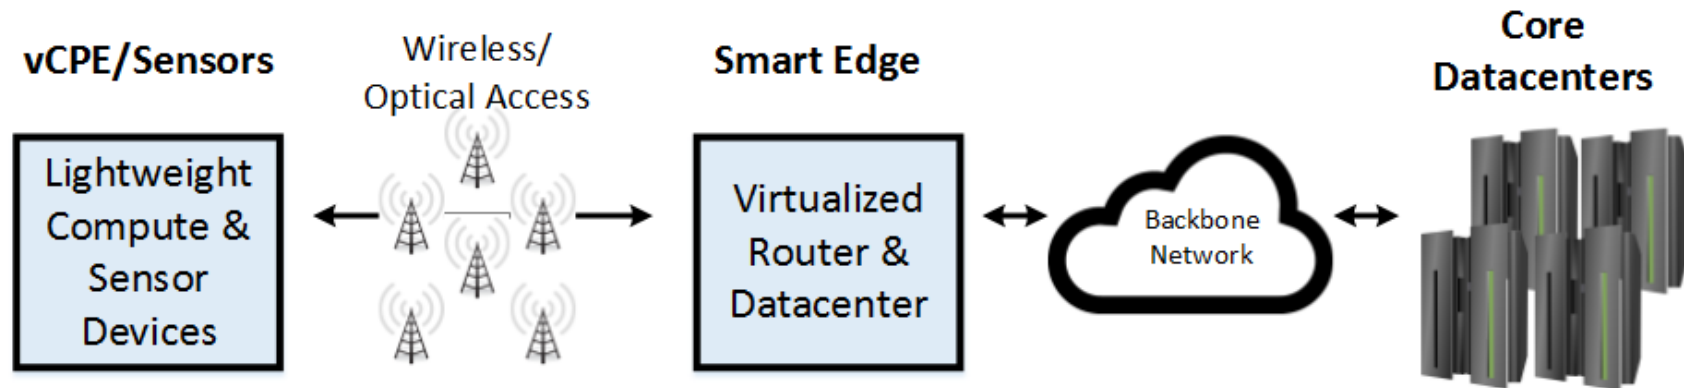 vCPE/Sensors
Lightweight
Compute &
Sensor
Devices
Wireless/
Optical Access
Smart Edge
Virtualized
Router &
Datacenter
Backbone
Network
Core
Datacenters